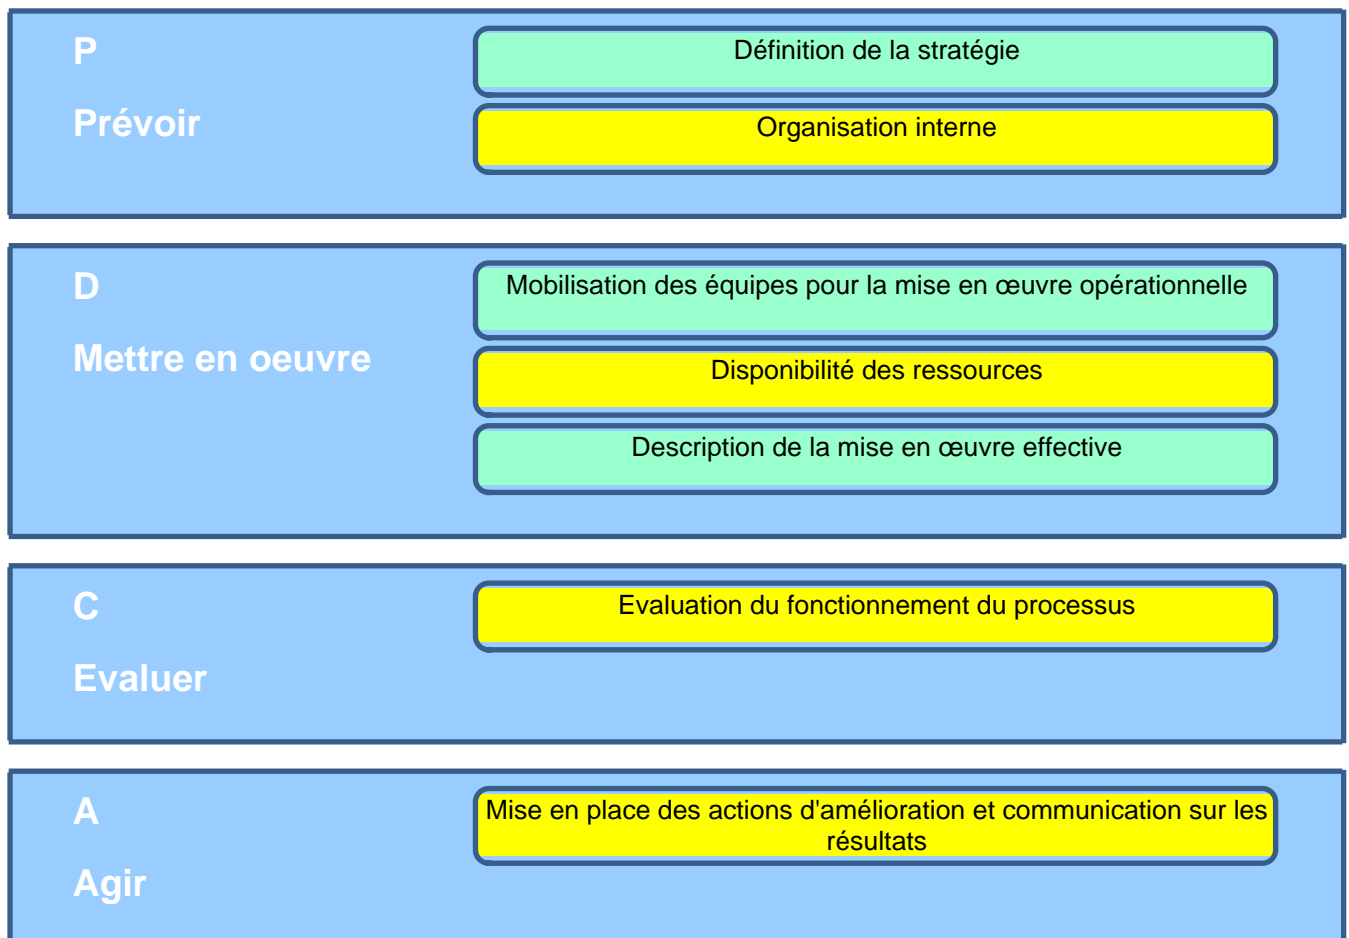 P
Prévoir
Définition de la stratégie
Organisation interne
D
Mettre en oeuvre
Mobilisation des équipes pour la mise en œuvre opérationnelle
Disponibilité des ressources
Description de la mise en œuvre effective
C
Evaluer
Evaluation du fonctionnement du processus
A
Agir
Mise en place des actions d'amélioration et communication sur les
résultats